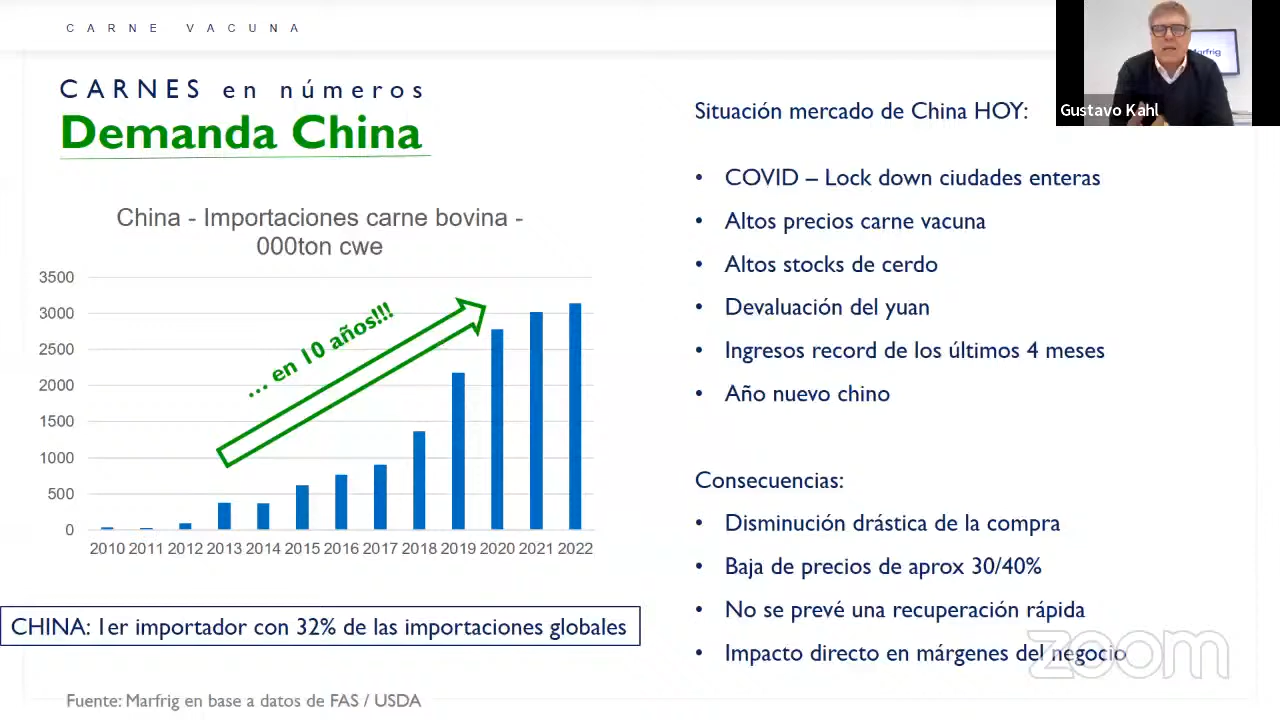 CARNE VACUNA
CARNES en números
Demanda China
China - Importaciones carne bovina -
000ton cwe
3500
3000
2500
2000
1500
1000
500
0
... en 10 años!!!
2010 2011 2012 2013 2014 2015 2016 2017 2018 2019 2020 2021 2022
CHINA: 1er importador con 32% de las importaciones globales
Fuente: Marfrig en base a datos de FAS / USDA
Situación mercado de China HOY:
• COVID – Lock down ciudades enteras
• Altos precios carne vacuna
• Altos stocks de cerdo
• Devaluación del yuan
• Ingresos record de los últimos 4 meses
• Año nuevo chino
Consecuencias:
• Disminución drástica de la compra
• Baja de precios de aprox 30/40%
• No se prevé una recuperación rápida
• Impacto directo en márgenes del negocio
Gustavo Kahl
zoom